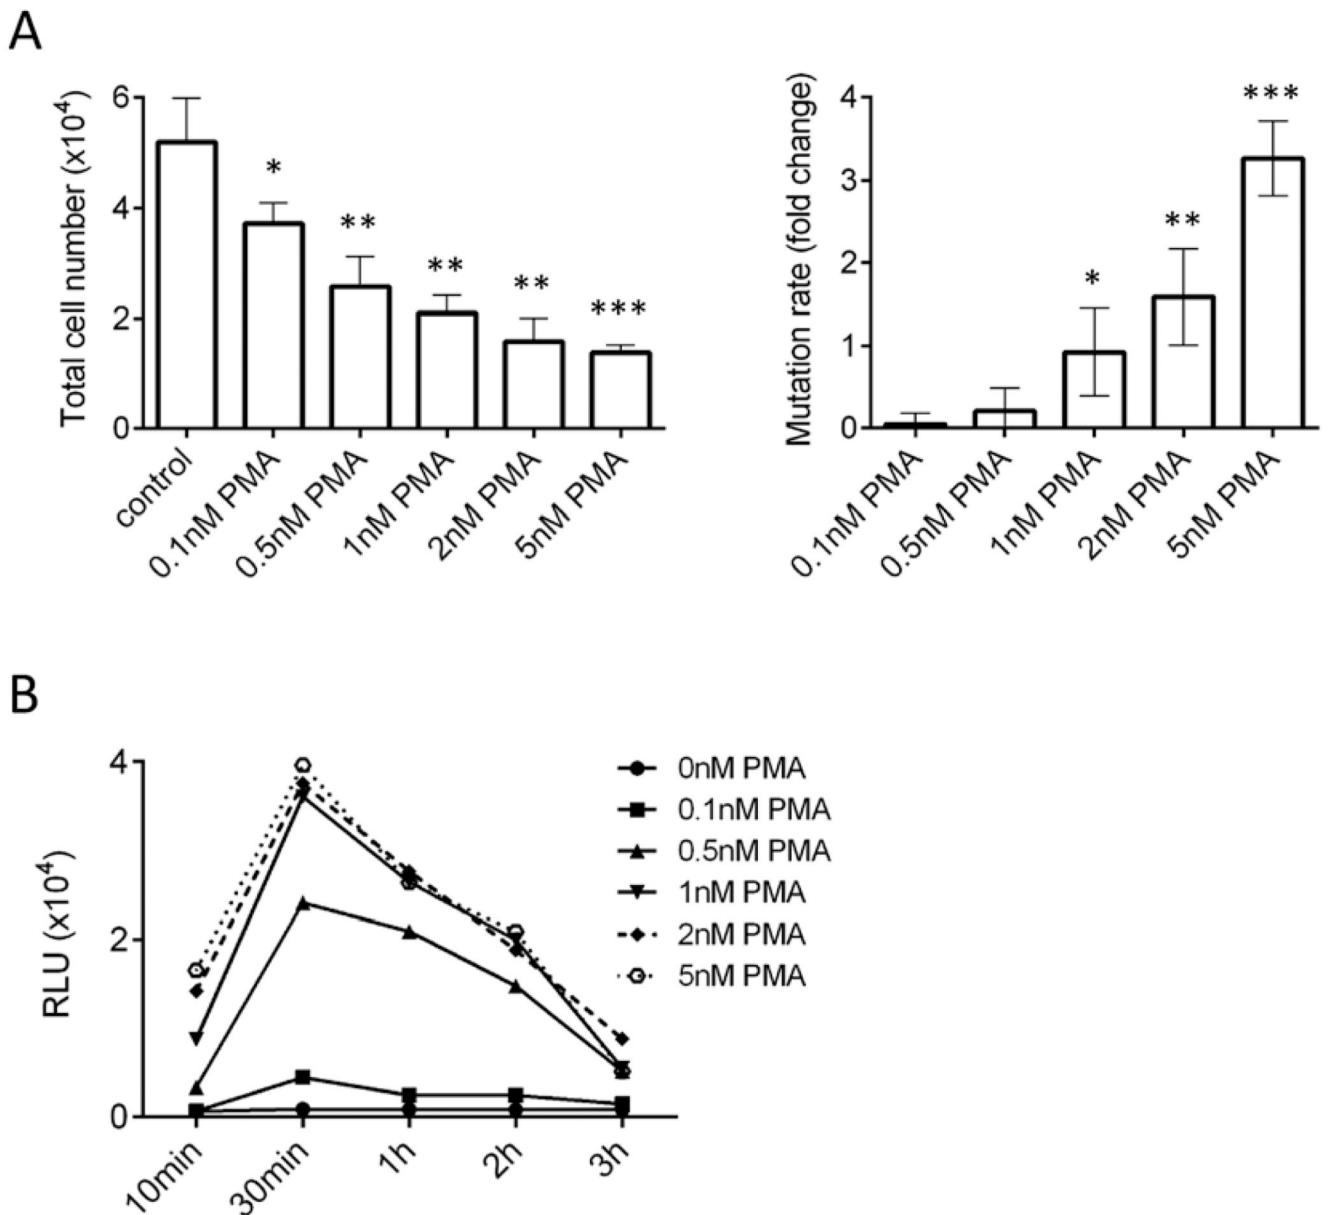 A
Total cell number (x10⁴)
6
4
2
0
*
**
**
**
***
control
0.1nM PMA
0.5nM PMA
1nM PMA
2nM PMA
5nM PMA
Mutation rate (fold change)
4
3
2
1
0
*
**
***
0.1nM PMA
0.5nM PMA
1nM PMA
2nM PMA
5nM PMA
B
RLU (x10⁴)
4
2
0
10min
30min
1h
2h
3h
0nM PMA
0.1nM PMA
0.5nM PMA
1nM PMA
2nM PMA
5nM PMA